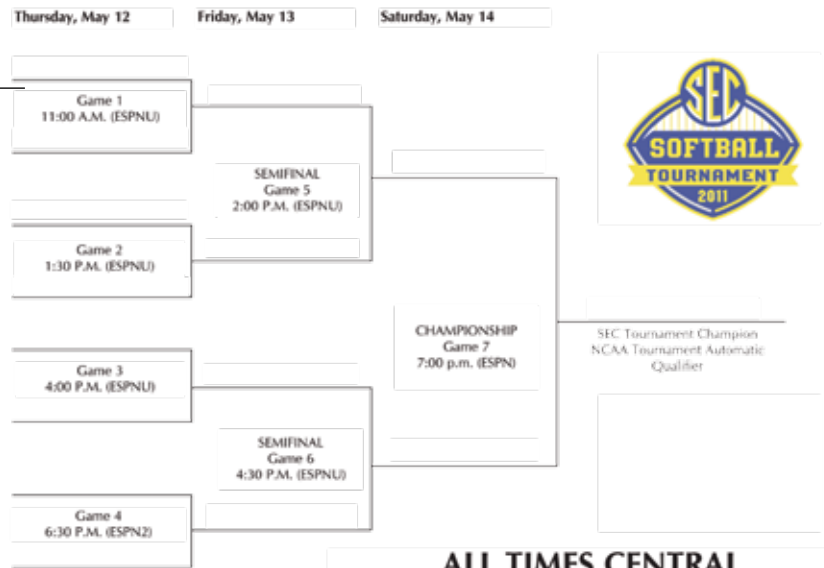 Thursday, May 12
Friday, May 13
Saturday, May 14
Game 1
11:00 A.M. (ESPNU)
SEMIFINAL
Game 5
2:00 P.M. (ESPNU)
Game 2
1:30 P.M. (ESPNU)
SEC
SOFTBALL
TOURNAMENT
2011
CHAMPIONSHIP
Game 7
7:00 p.m. (ESPN)
SEC Tournament Champion
NCAA Tournament Automatic
Qualifier
Game 3
4:00 P.M. (ESPNU)
SEMIFINAL
Game 6
4:30 P.M. (ESPNU)
Game 4
6:30 P.M. (ESPN2)
ALL TIMES CENTRAL